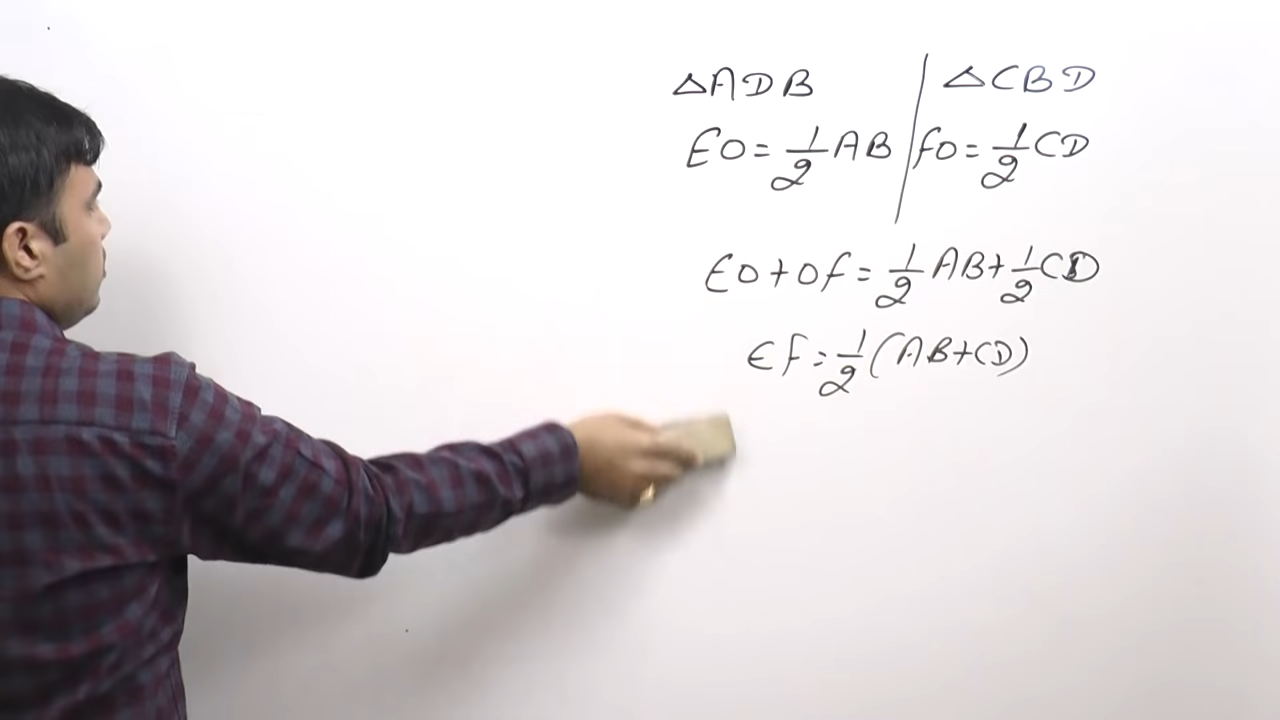 △ADB | △CBD
EO = 1/2 AB | FO = 1/2 CD
EO + OF = 1/2 AB + 1/2 CD
EF = 1/2 (AB + CD)